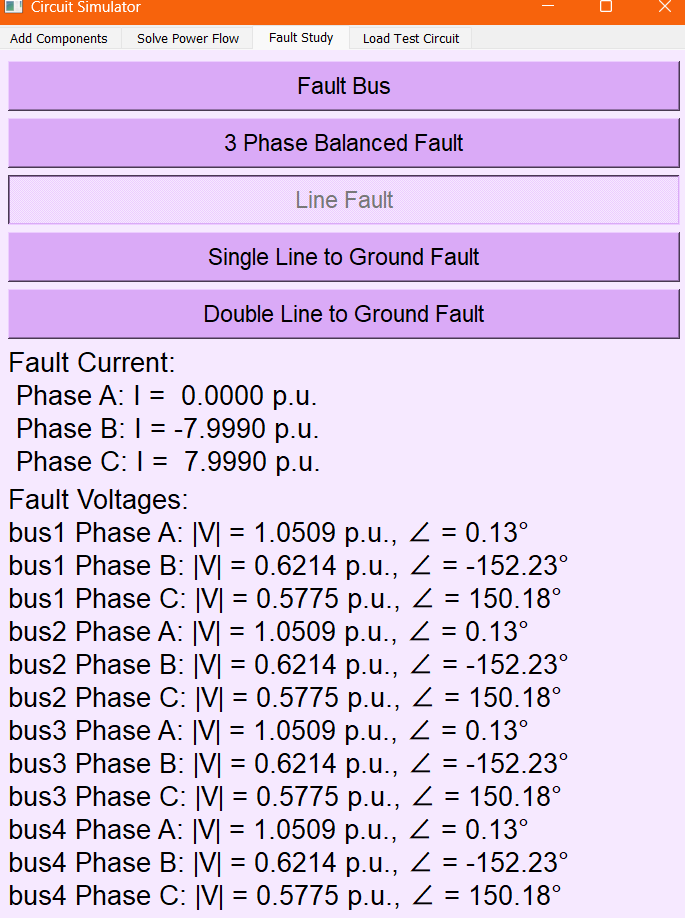 Circuit Simulator
Add Components Solve Power Flow Fault Study Load Test Circuit
Fault Bus
3 Phase Balanced Fault
Line Fault
Single Line to Ground Fault
Double Line to Ground Fault
Fault Current:
Phase A: I = 0.0000 p.u.
Phase B: I = -7.9990 p.u.
Phase C: I = 7.9990 p.u.
Fault Voltages:
bus1 Phase A: |V| = 1.0509 p.u., ∠ = 0.13°
bus1 Phase B: |V| = 0.6214 p.u., ∠ = -152.23°
bus1 Phase C: |V| = 0.5775 p.u., ∠ = 150.18°
bus2 Phase A: |V| = 1.0509 p.u., ∠ = 0.13°
bus2 Phase B: |V| = 0.6214 p.u., ∠ = -152.23°
bus2 Phase C: |V| = 0.5775 p.u., ∠ = 150.18°
bus3 Phase A: |V| = 1.0509 p.u., ∠ = 0.13°
bus3 Phase B: |V| = 0.6214 p.u., ∠ = -152.23°
bus3 Phase C: |V| = 0.5775 p.u., ∠ = 150.18°
bus4 Phase A: |V| = 1.0509 p.u., ∠ = 0.13°
bus4 Phase B: |V| = 0.6214 p.u., ∠ = -152.23°
bus4 Phase C: |V| = 0.5775 p.u., ∠ = 150.18°